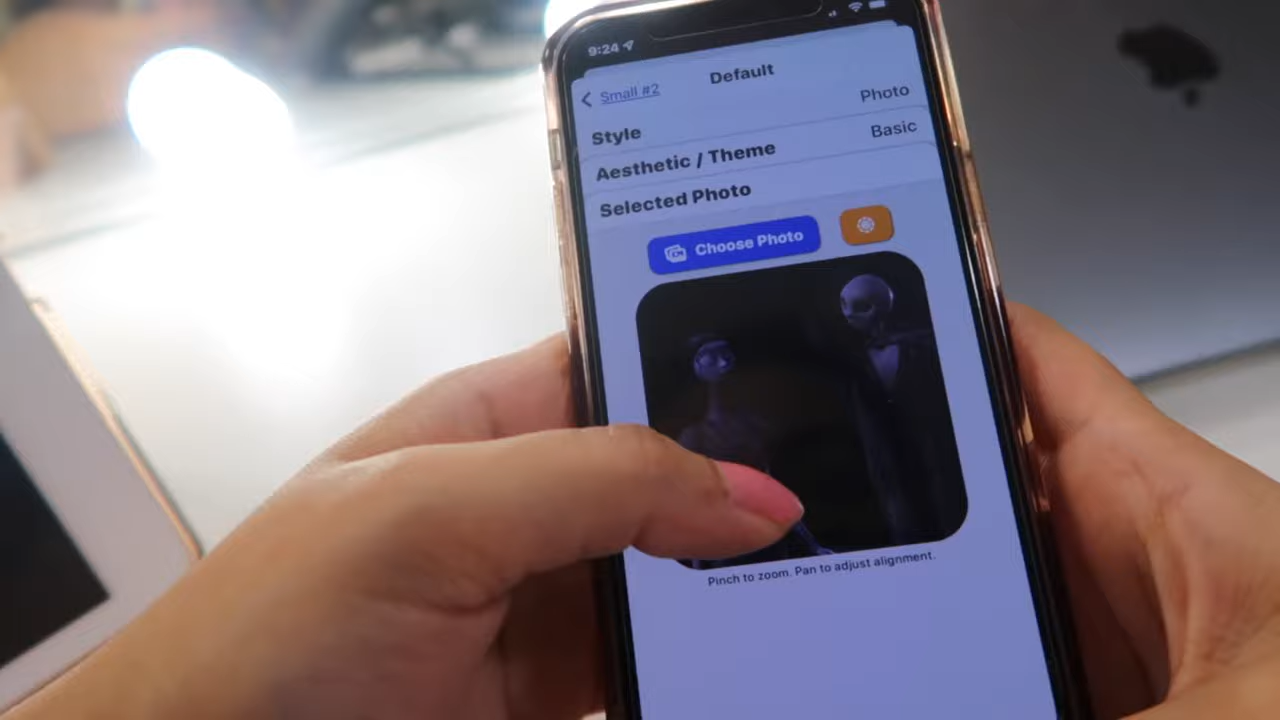 9:24
Small #2
Default
Style
Photo
Aesthetic / Theme
Basic
Selected Photo
Choose Photo
Pinch to zoom. Pan to adjust alignment.